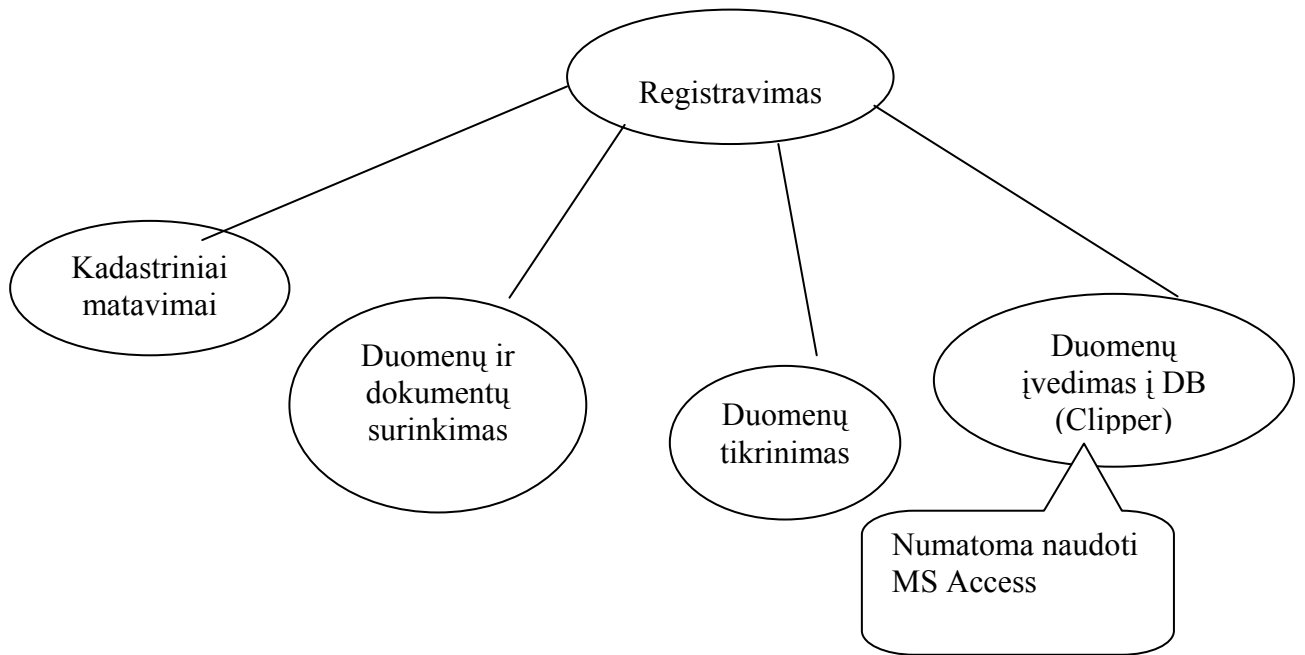 Registravimas
Kadastriniai
matavimai
Duomenų ir
dokumentų
surinkimas
Duomenų
tikrinimas
Duomenų
įvedimas į DB
(Clipper)
Numatoma naudoti
MS Access